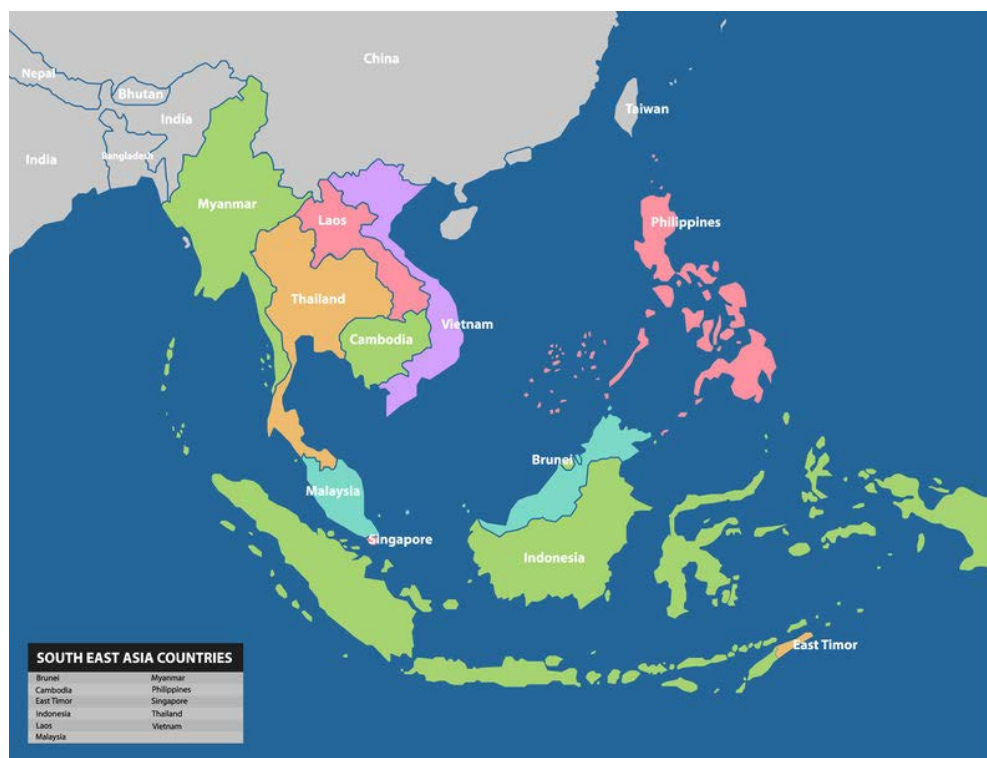 China
Nepal
Bhutan
Taiwan
India
Bangladesh
India
Myanmar
Laos
Philippines
Thailand
Vietnam
Cambodia
Brunei
Malaysia
Singapore
Indonesia
East Timor
SOUTH EAST ASIA COUNTRIES
Brunei Myanmar
Cambodia Philippines
East Timor Singapore
Indonesia Thailand
Laos Vietnam
Malaysia